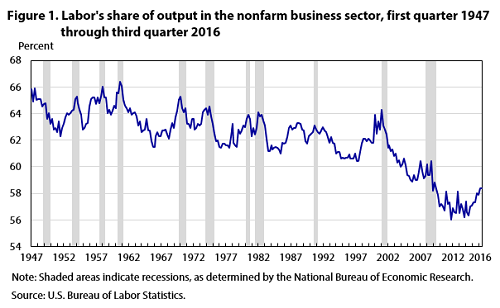 Figure 1. Labor's share of output in the nonfarm business sector, first quarter 1947
through third quarter 2016
Percent
68
66
64
62
60
58
56
54
1947 1952 1957 1962 1967 1972 1977 1982 1987 1992 1997 2002 2007 2012 2016
Note: Shaded areas indicate recessions, as determined by the National Bureau of Economic Research.
Source: U.S. Bureau of Labor Statistics.